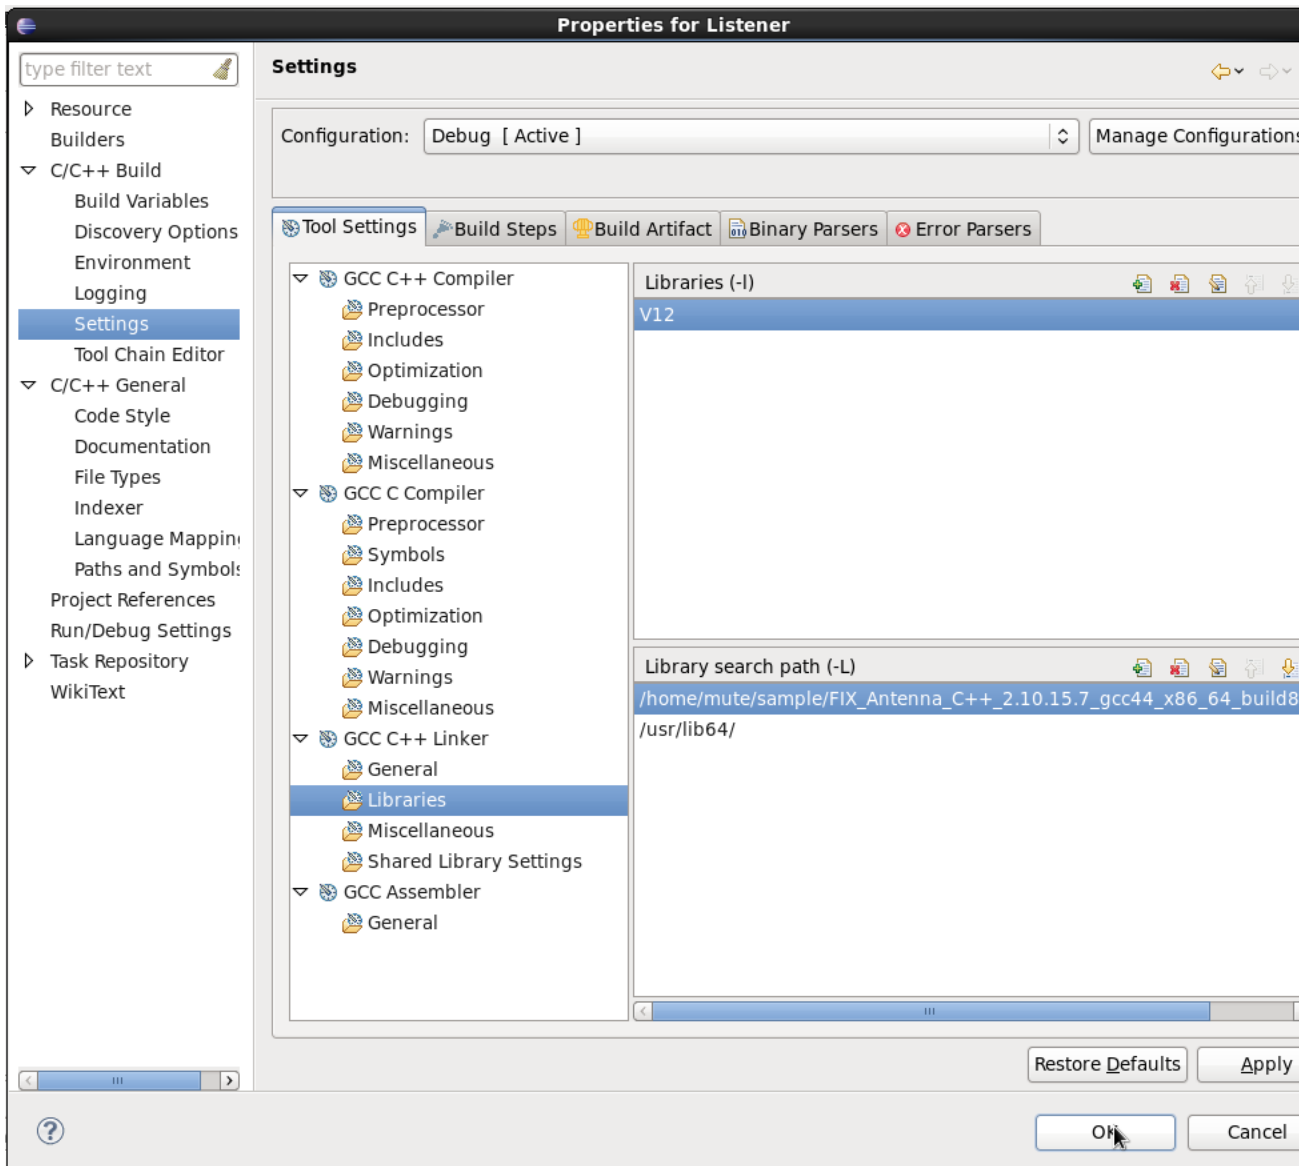 Properties for Listener
type filter text
Resource
Builders
C/C++ Build
Build Variables
Discovery Options
Environment
Logging
Settings
Tool Chain Editor
C/C++ General
Code Style
Documentation
File Types
Indexer
Language Mapping
Paths and Symbols
Project References
Run/Debug Settings
Task Repository
WikiText
Settings
Configuration:
Debug [ Active ]
Manage Configurations
Tool Settings
Build Steps
Build Artifact
Binary Parsers
Error Parsers
GCC C++ Compiler
Preprocessor
Includes
Optimization
Debugging
Warnings
Miscellaneous
GCC C Compiler
Preprocessor
Symbols
Includes
Optimization
Debugging
Warnings
Miscellaneous
GCC C++ Linker
General
Libraries
Miscellaneous
Shared Library Settings
GCC Assembler
General
Libraries (-l)
V12
Library search path (-L)
/home/mute/sample/FIX_Antenna_C++_2.10.15.7_gcc44_x86_64_build8
/usr/lib64/
Restore Defaults
Apply
OK
Cancel